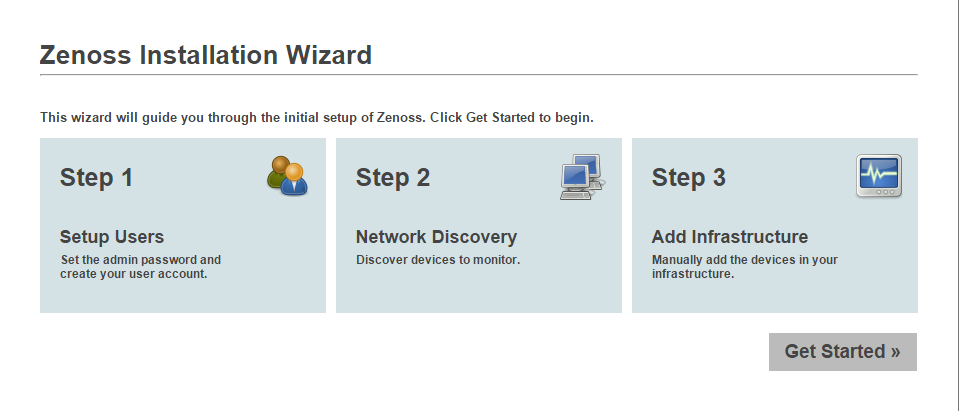 Zenoss Installation Wizard
This wizard will guide you through the initial setup of Zenoss. Click Get Started to begin.
Step 1
Setup Users
Set the admin password and
create your user account.
Step 2
Network Discovery
Discover devices to monitor.
Step 3
Add Infrastructure
Manually add the devices in your
infrastructure.
Get Started »